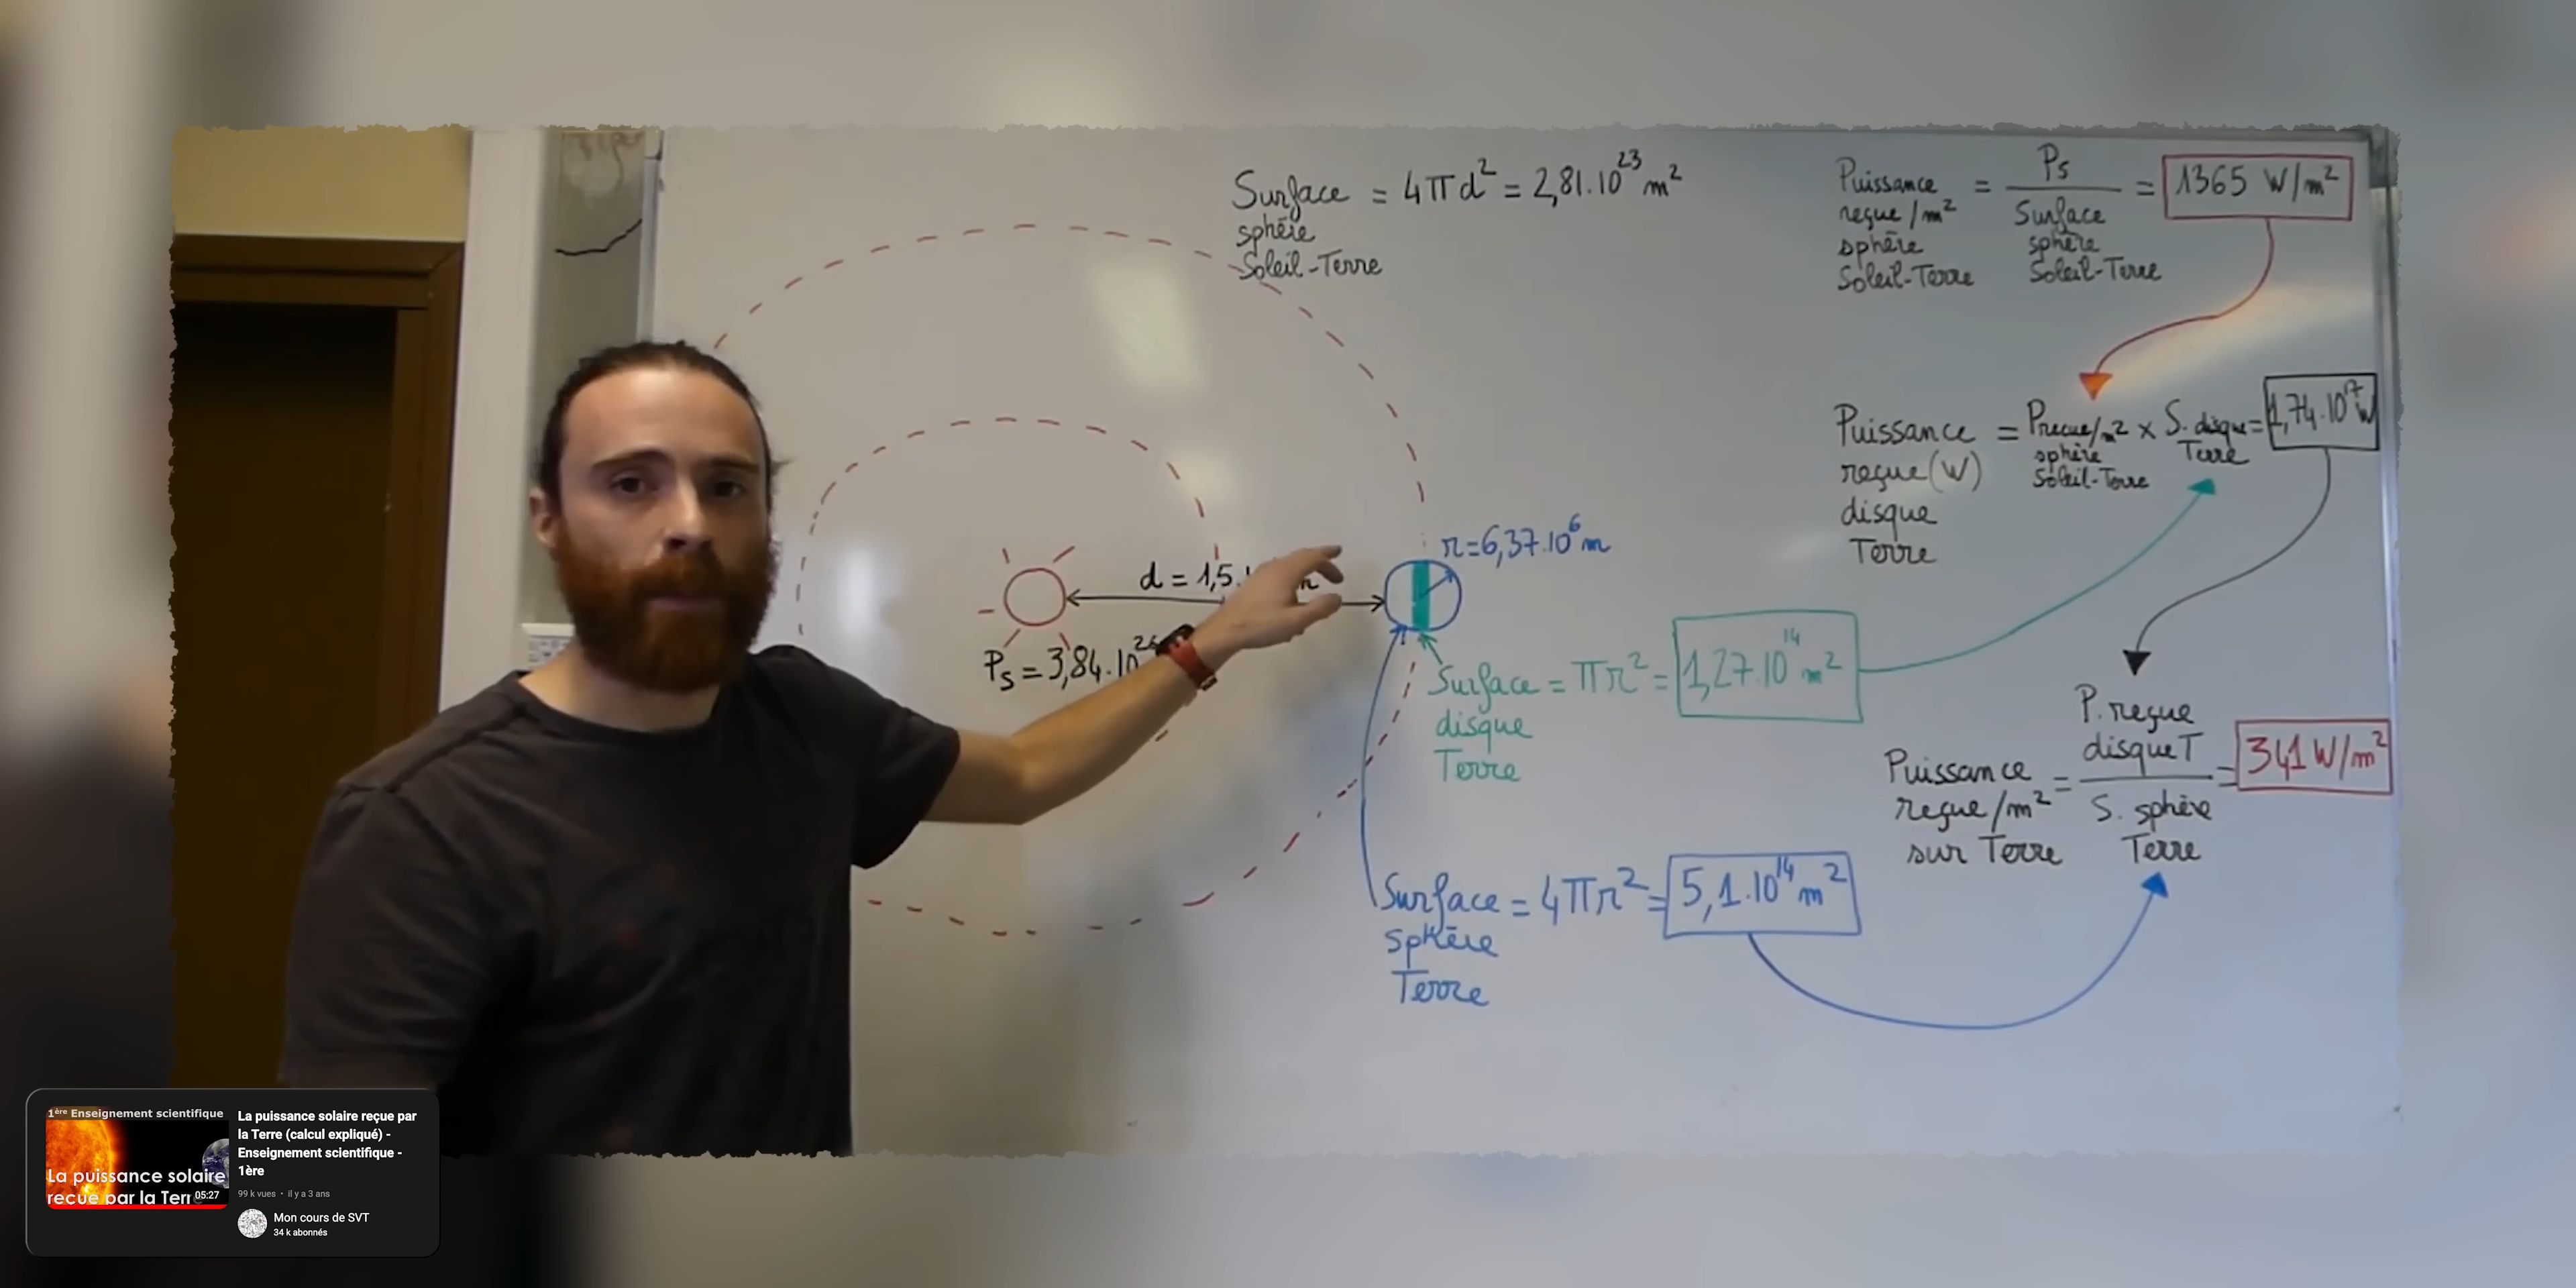 Surface = 4πd² = 2,81.10²³ m²
sphère
Soleil-Terre
Puissance = Ps = 1365 W/m²
reçue/m² Surface
sphère sphère
Soleil-Terre Soleil-Terre
Puissance = Preçue/m² x S. disque = 1,74.10¹⁷ W
reçue (W) sphère Terre
disque Soleil-Terre
Terre
r=6,37.10⁶ m
d = 1,5.
Ps = 3,84.10²⁶
Surface = πr² = 1,27.10¹⁴ m²
disque
Terre
P. reçue
disque T
Puissance = = 341 W/m²
reçue/m² S. sphère
sur Terre Terre
Surface = 4πr² = 5,1.10¹⁴ m²
sphère
Terre
1ère Enseignement scientifique
La puissance solaire
reçue par la Terr
05:27
La puissance solaire reçue par
la Terre (calcul expliqué) -
Enseignement scientifique -
1ère
99 k vues • il y a 3 ans
Mon cours de SVT
34 k abonnés